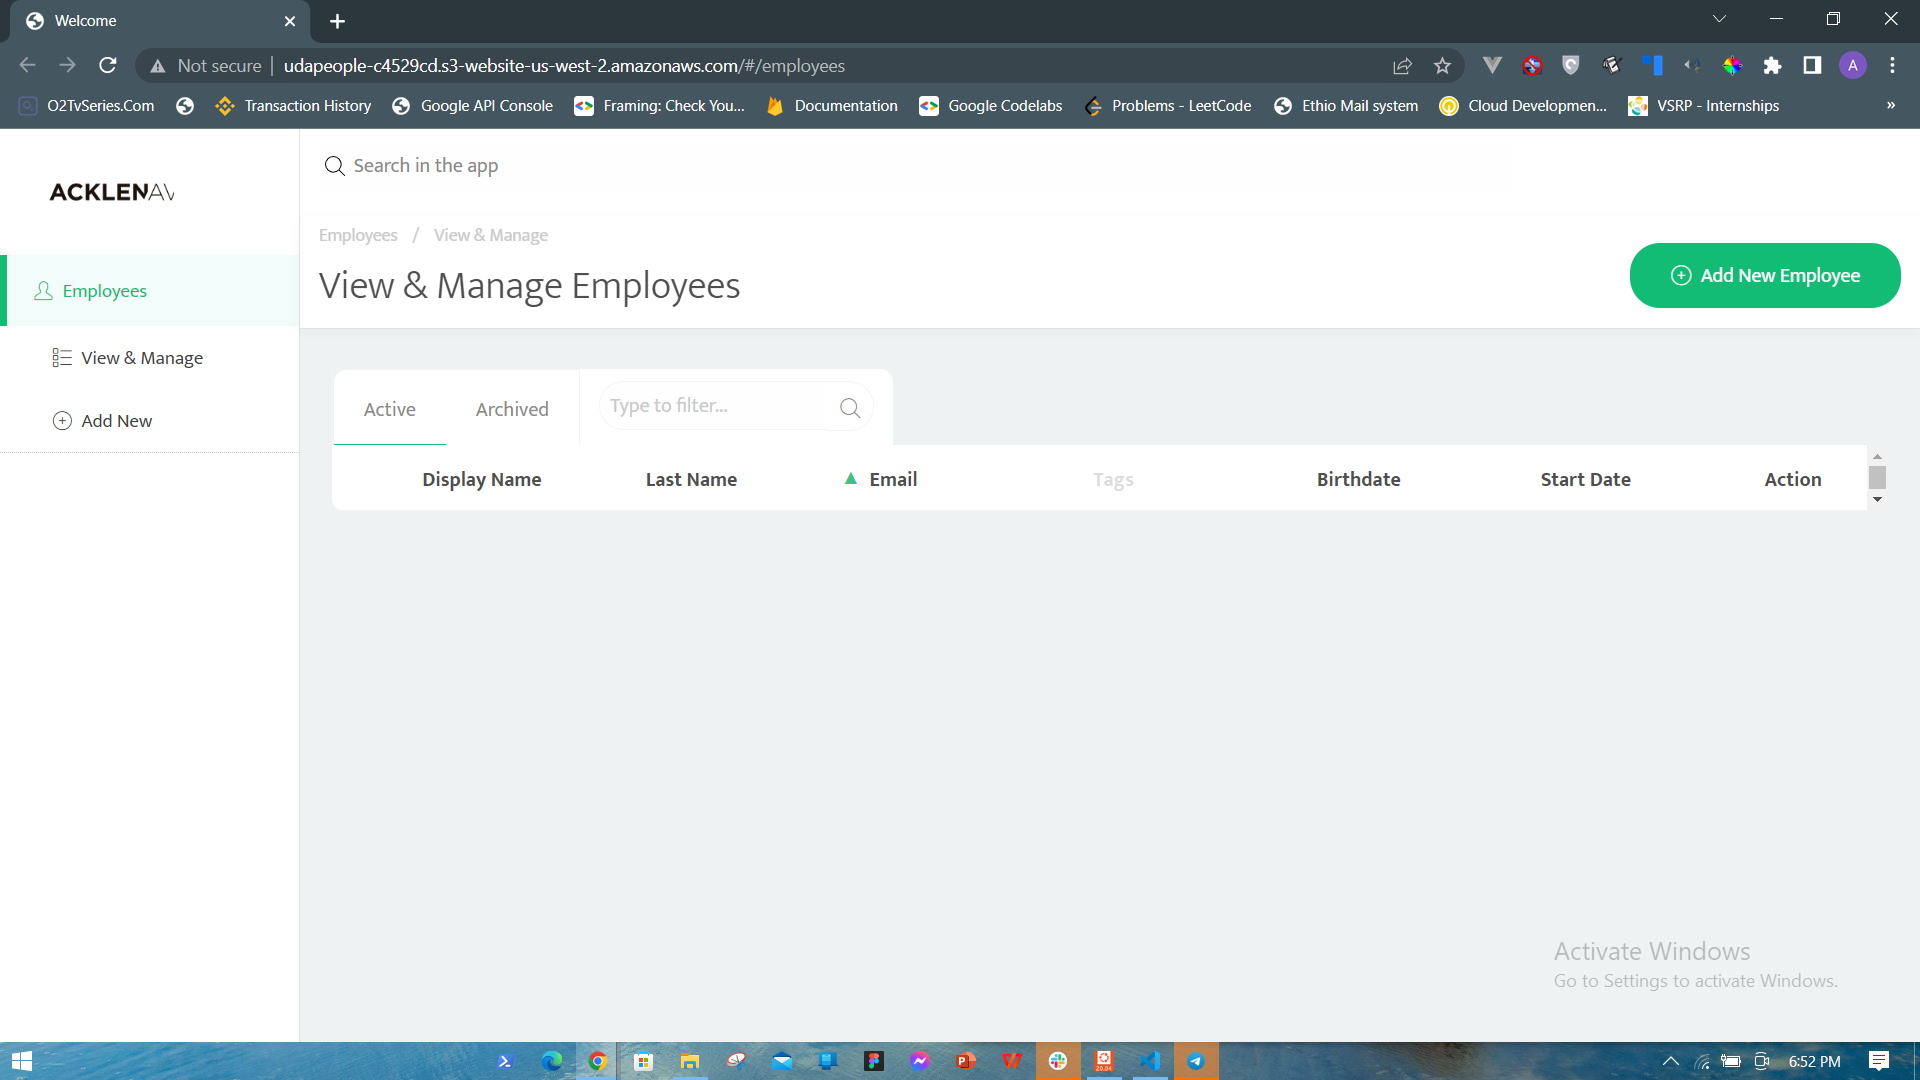 Welcome
Not secure
udapeople-c4529cd.s3-website-us-west-2.amazonaws.com/#/employees
A
O2TvSeries.Com
Transaction History
Google API Console
Framing: Check You...
Documentation
Google Codelabs
Problems - LeetCode
Ethio Mail system
Cloud Developmen...
VSRP - Internships
»
ACKLENAV
Search in the app
Employees / View & Manage
View & Manage Employees
Add New Employee
Employees
View & Manage
Add New
Active
Archived
Type to filter...
Display Name
Last Name
Email
Tags
Birthdate
Start Date
Action
Activate Windows
Go to Settings to activate Windows.
20.04
6:52 PM